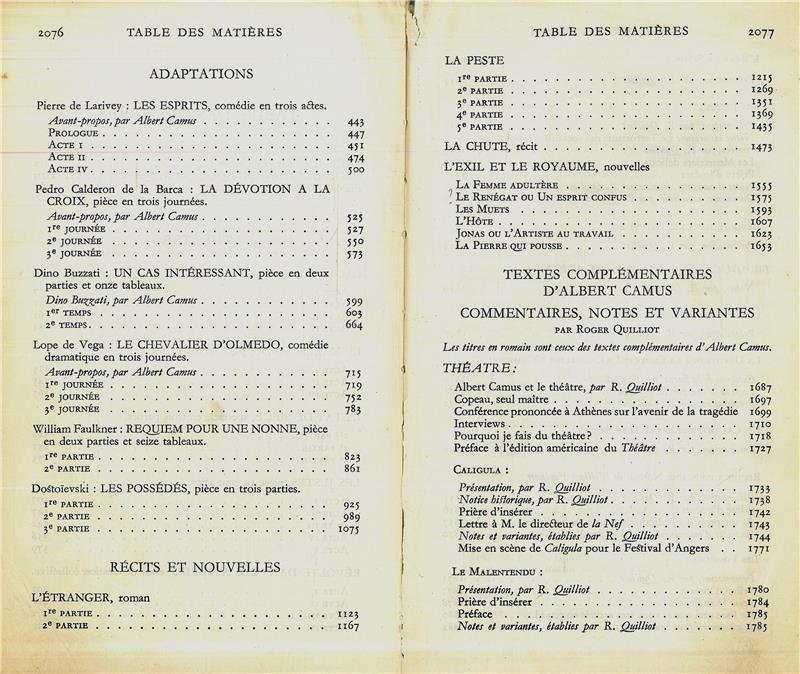 2076 TABLE DES MATIÈRES
ADAPTATIONS
Pierre de Larivey : LES ESPRITS, comédie en trois actes.
Avant-propos, par Albert Camus . . . . . . . . . . . . 443
PROLOGUE . . . . . . . . . . . . 447
ACTE I . . . . . . . . . . . . 451
ACTE II . . . . . . . . . . . . 474
ACTE IV . . . . . . . . . . . . 500
Pedro Calderon de la Barca : LA DÉVOTION A LA
CROIX, pièce en trois journées.
Avant-propos, par Albert Camus . . . . . . . . . . . . 525
1re JOURNÉE . . . . . . . . . . . . 527
2e JOURNÉE . . . . . . . . . . . . 550
3e JOURNÉE . . . . . . . . . . . . 573
Dino Buzzati : UN CAS INTÉRESSANT, pièce en deux
parties et onze tableaux.
Dino Buzzati, par Albert Camus . . . . . . . . . . . . 599
1er TEMPS . . . . . . . . . . . . 603
2e TEMPS . . . . . . . . . . . . 664
Lope de Vega : LE CHEVALIER D'OLMEDO, comédie
dramatique en trois journées.
Avant-propos, par Albert Camus . . . . . . . . . . . . 715
1re JOURNÉE . . . . . . . . . . . . 719
2e JOURNÉE . . . . . . . . . . . . 752
3e JOURNÉE . . . . . . . . . . . . 783
William Faulkner : REQUIEM POUR UNE NONNE, pièce
en deux parties et seize tableaux.
1re PARTIE . . . . . . . . . . . . 823
2e PARTIE . . . . . . . . . . . . 861
Dostoïevski : LES POSSÉDÉS, pièce en trois parties.
1re PARTIE . . . . . . . . . . . . 925
2e PARTIE . . . . . . . . . . . . 989
3e PARTIE . . . . . . . . . . . . 1075
RÉCITS ET NOUVELLES
L'ÉTRANGER, roman
1re PARTIE . . . . . . . . . . . . 1123
2e PARTIE . . . . . . . . . . . . 1167
TABLE DES MATIÈRES 2077
LA PESTE
1re PARTIE . . . . . . . . . . . . 1215
2e PARTIE . . . . . . . . . . . . 1269
3e PARTIE . . . . . . . . . . . . 1351
4e PARTIE . . . . . . . . . . . . 1369
5e PARTIE . . . . . . . . . . . . 1435
LA CHUTE, récit . . . . . . . . . . . . 1473
L'EXIL ET LE ROYAUME, nouvelles
LA FEMME ADULTÈRE . . . . . . . . . . . . 1555
? LE RENÉGAT OU UN ESPRIT CONFUS . . . . . . . . 1575
LES MUETS . . . . . . . . . . . . 1593
L'HÔTE . . . . . . . . . . . . 1607
JONAS OU L'ARTISTE AU TRAVAIL . . . . . . . . . 1623
LA PIERRE QUI POUSSE . . . . . . . . . . . . 1653
TEXTES COMPLÉMENTAIRES
D'ALBERT CAMUS
COMMENTAIRES, NOTES ET VARIANTES
PAR ROGER QUILLIOT
Les titres en romain sont ceux des textes complémentaires d'Albert Camus.
THÉATRE :
Albert Camus et le théâtre, par R. Quilliot . . . . . . . . 1687
Copeau, seul maître . . . . . . . . . . . . 1697
Conférence prononcée à Athènes sur l'avenir de la tragédie 1699
Interviews . . . . . . . . . . . . 1710
Pourquoi je fais du théâtre ? . . . . . . . . . . . . 1718
Préface à l'édition américaine du Théâtre . . . . . . . . 1727
CALIGULA :
Présentation, par R. Quilliot . . . . . . . . . . . . 1733
Notice historique, par R. Quilliot . . . . . . . . . . . . 1738
Prière d'insérer . . . . . . . . . . . . 1742
Lettre à M. le directeur de la Nef . . . . . . . . . . 1743
Notes et variantes, établies par R. Quilliot . . . . . . . 1744
Mise en scène de Caligula pour le Festival d'Angers . . 1771
LE MALENTENDU :
Présentation, par R. Quilliot . . . . . . . . . . . . 1780
Prière d'insérer . . . . . . . . . . . . 1784
Préface . . . . . . . . . . . . 1785
Notes et variantes, établies par R. Quilliot . . . . . . . 1785